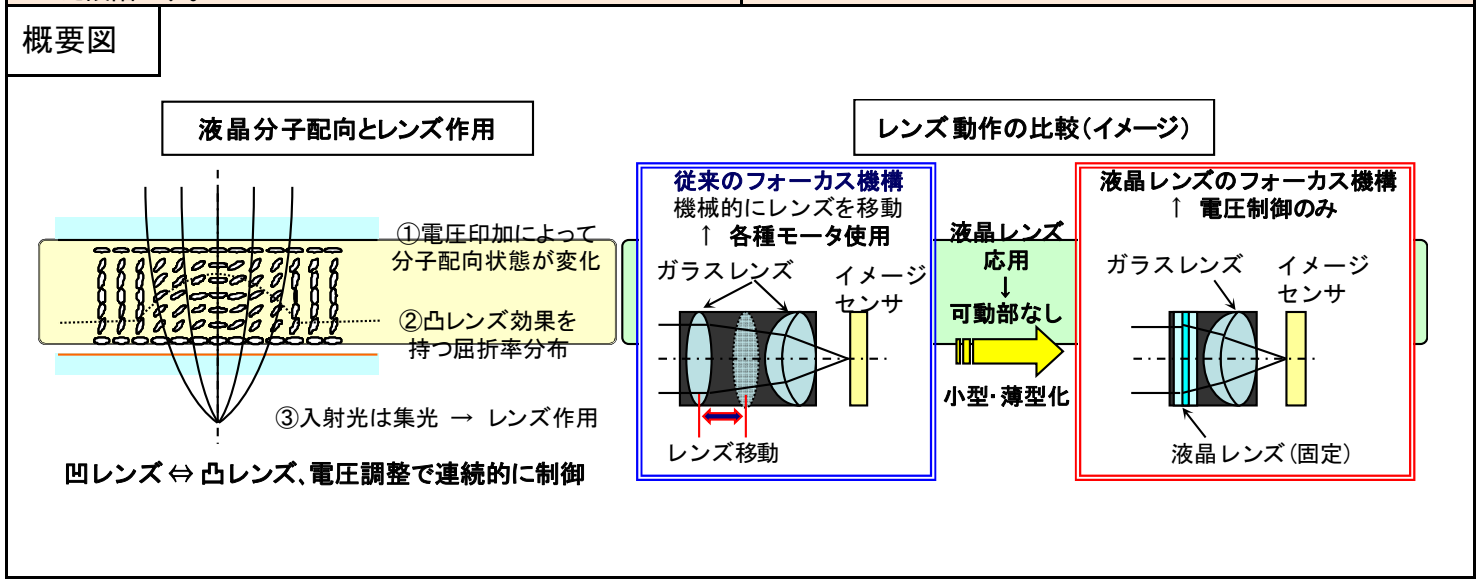 概要図
液晶分子配向とレンズ作用
①電圧印加によって
分子配向状態が変化
②凸レンズ効果を
持つ屈折率分布
③入射光は集光 → レンズ作用
凹レンズ ⇔ 凸レンズ、電圧調整で連続的に制御
レンズ動作の比較(イメージ)
従来のフォーカス機構
機械的にレンズを移動
↑ 各種モータ使用
ガラスレンズ
イメージ
センサ
レンズ移動
液晶レンズ
応用
↓
可動部なし
小型・薄型化
液晶レンズのフォーカス機構
↑ 電圧制御のみ
ガラスレンズ
イメージ
センサ
液晶レンズ(固定)